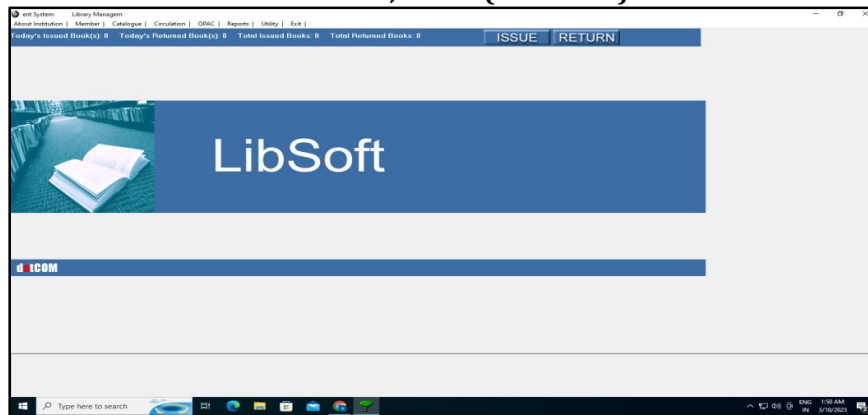 ent System Library Managem
About Institution | Member | Catalogue | Circulation | OPAC | Reports | Utility | Exit |
Today's Issued Book(s): 0 Today's Returned Book(s): 0 Total Issued Books: 0 Total Returned Books: 0 ISSUE RETURN
LibSoft
dotCOM
Type here to search
ENG 1:50 AM
IN 3/10/2023